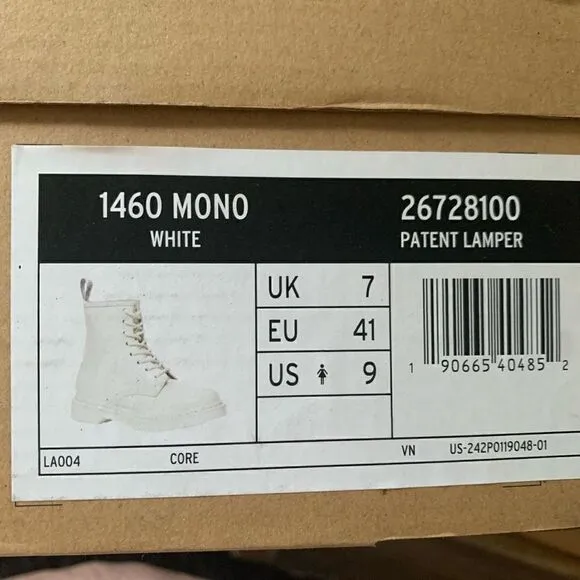 1460 MONO
WHITE
26728100
PATENT LAMPER
UK 7
EU 41
US 9
1 90665 40485 2
LA004 CORE VN US-242P0119048-01